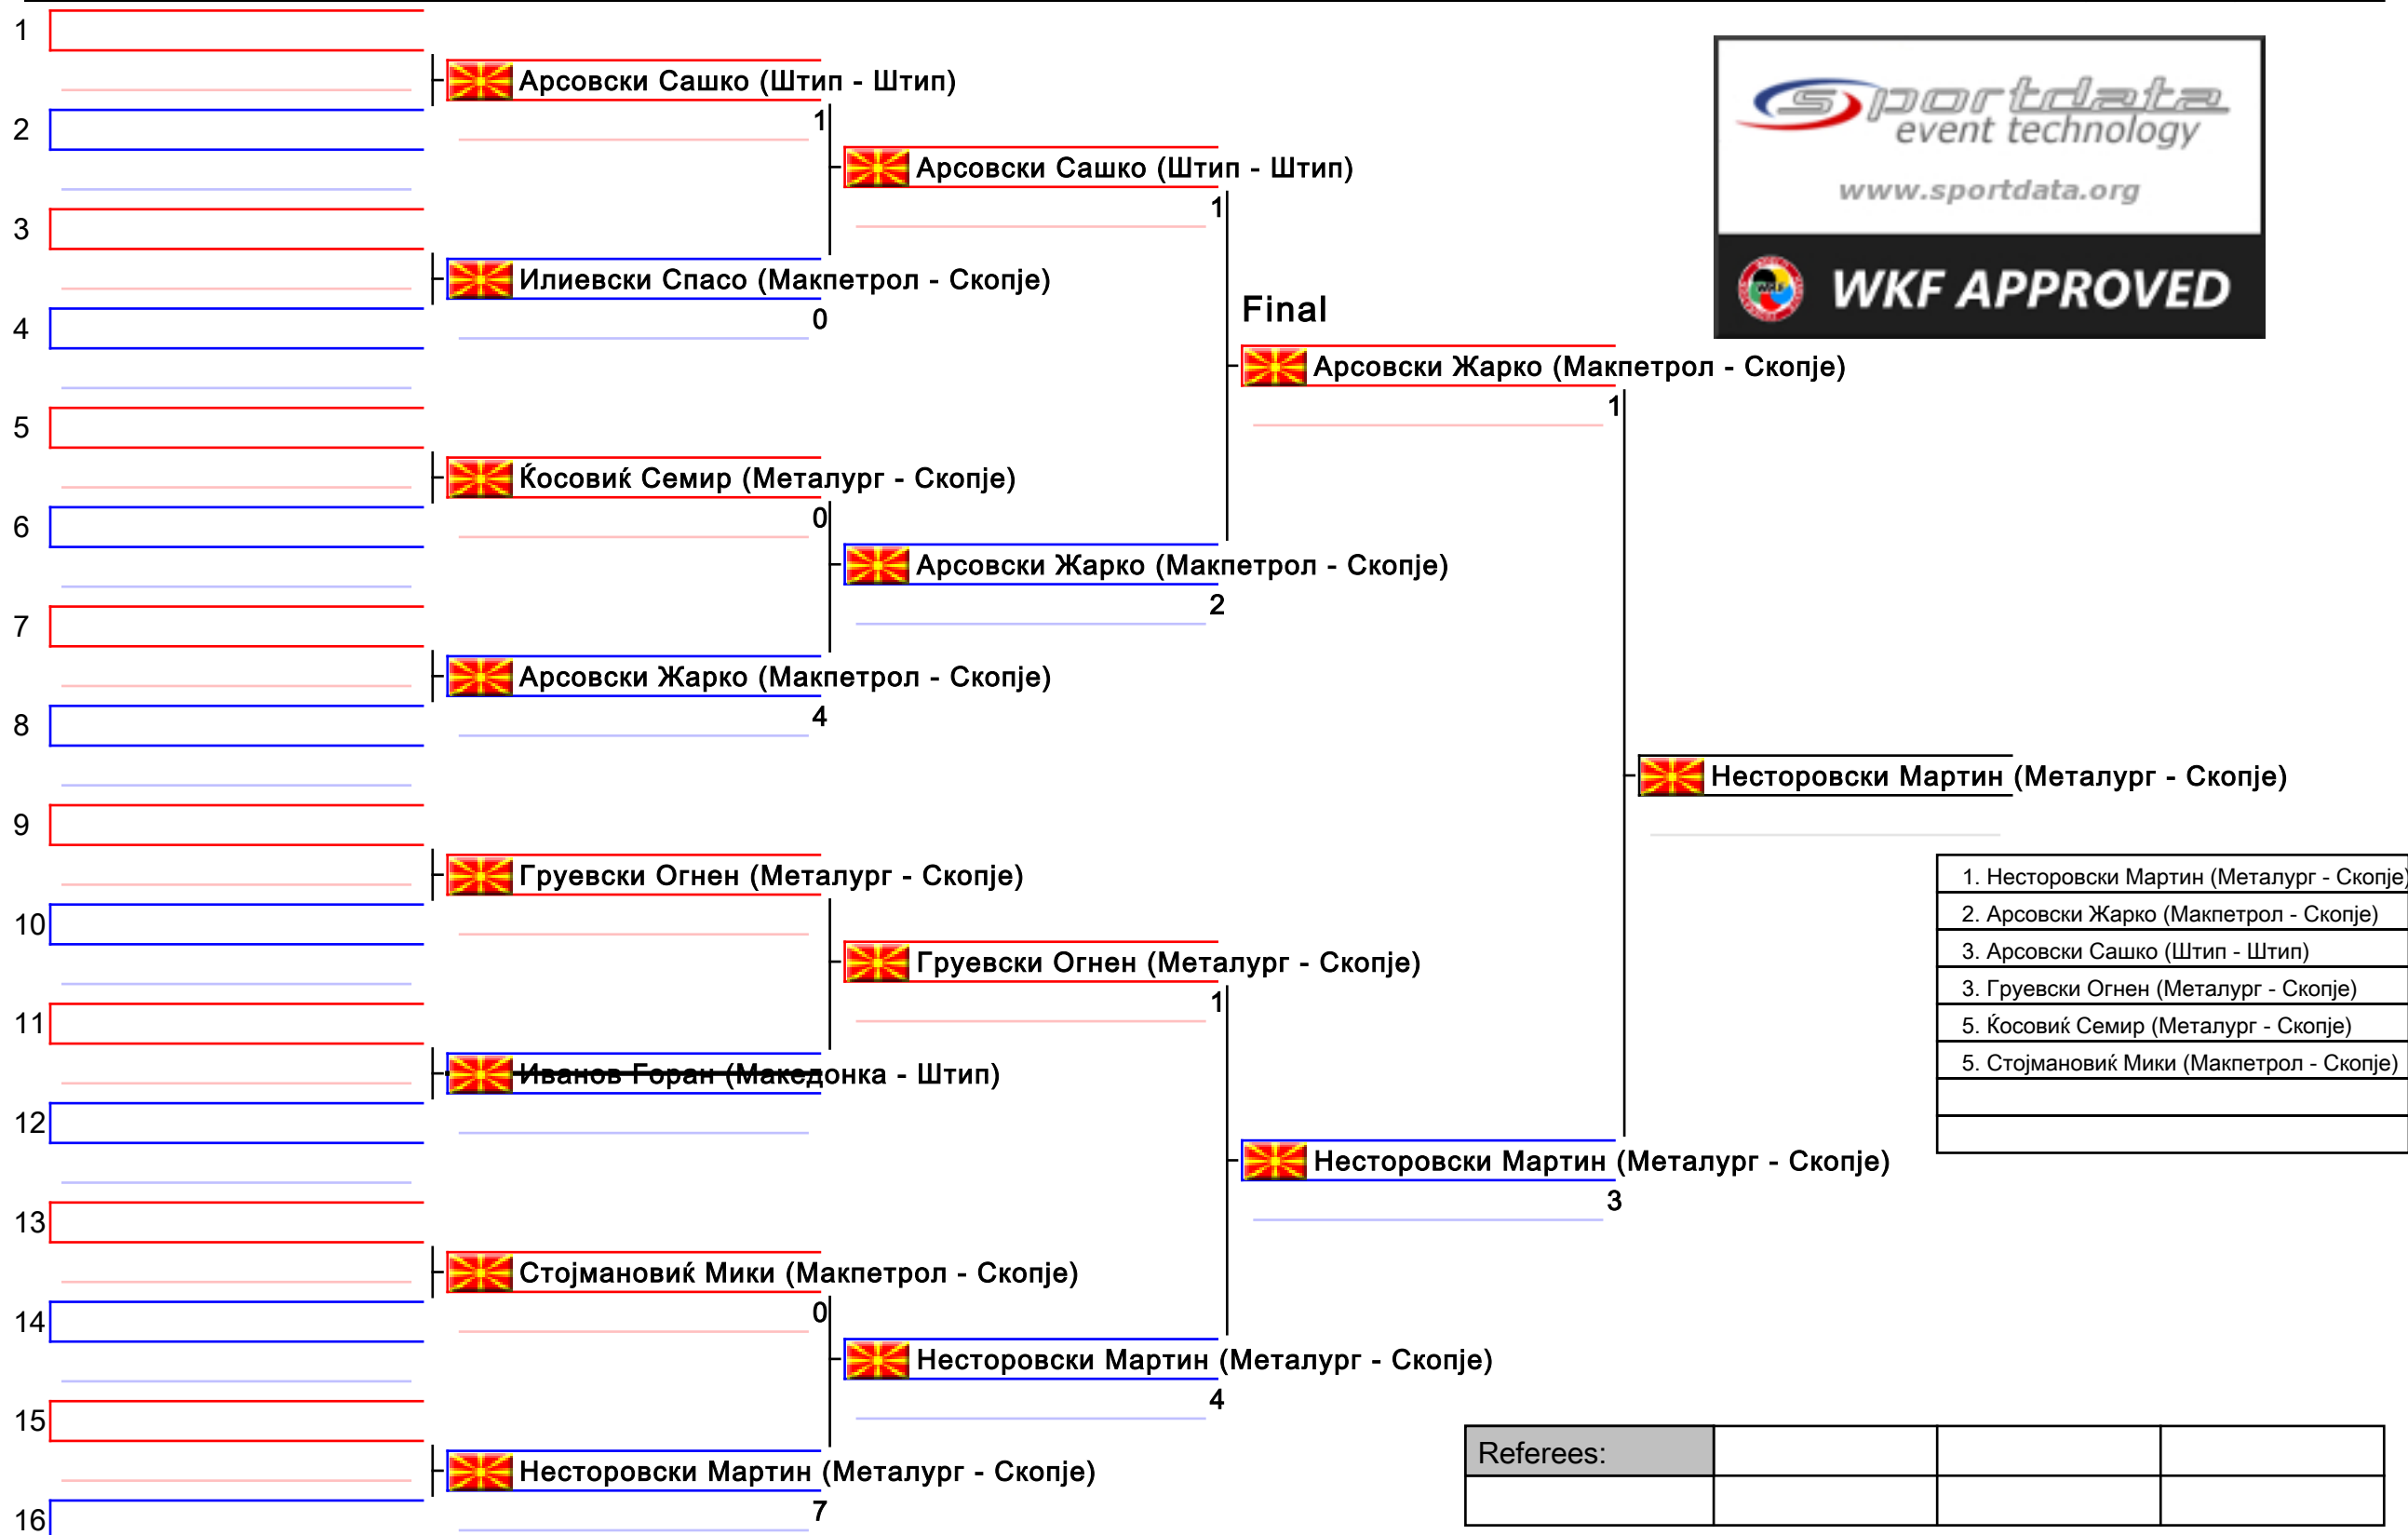 1
Арсовски Сашко (Штип - Штип)
1
2
Арсовски Сашко (Штип - Штип)
1
3
Илиевски Спасо (Макпетрол - Скопје)
0
4
Final
Арсовски Жарко (Макпетрол - Скопје)
1
5
Ќосовиќ Семир (Металург - Скопје)
0
6
Арсовски Жарко (Макпетрол - Скопје)
2
7
Арсовски Жарко (Макпетрол - Скопје)
4
8
Несторовски Мартин (Металург - Скопје)
9
Груевски Огнен (Металург - Скопје)
10
Груевски Огнен (Металург - Скопје)
1
11
Иванов Горан (Македонка - Штип)
12
Несторовски Мартин (Металург - Скопје)
3
13
Стојмановиќ Мики (Макпетрол - Скопје)
0
14
Несторовски Мартин (Металург - Скопје)
4
15
Несторовски Мартин (Металург - Скопје)
7
16
sportdata
event technology
www.sportdata.org
WKF
WKF APPROVED
1. Несторовски Мартин (Металург - Скопје)
2. Арсовски Жарко (Макпетрол - Скопје)
3. Арсовски Сашко (Штип - Штип)
3. Груевски Огнен (Металург - Скопје)
5. Ќосовиќ Семир (Металург - Скопје)
5. Стојмановиќ Мики (Макпетрол - Скопје)
Referees: